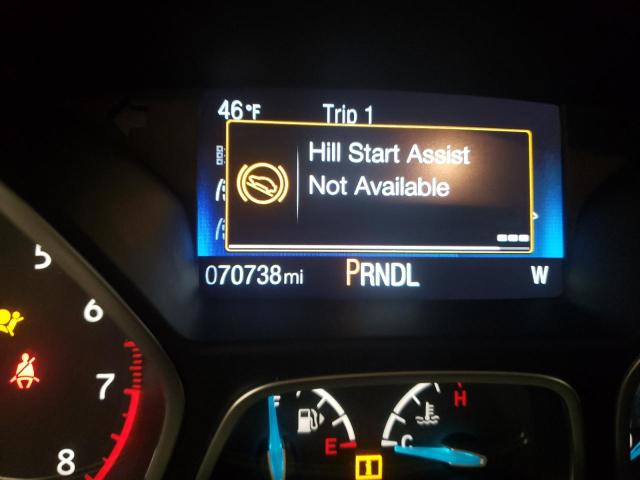 46°F Trip 1
Hill Start Assist
Not Available
070738mi PRNDL W
5
6
7
8
F
E
C
H